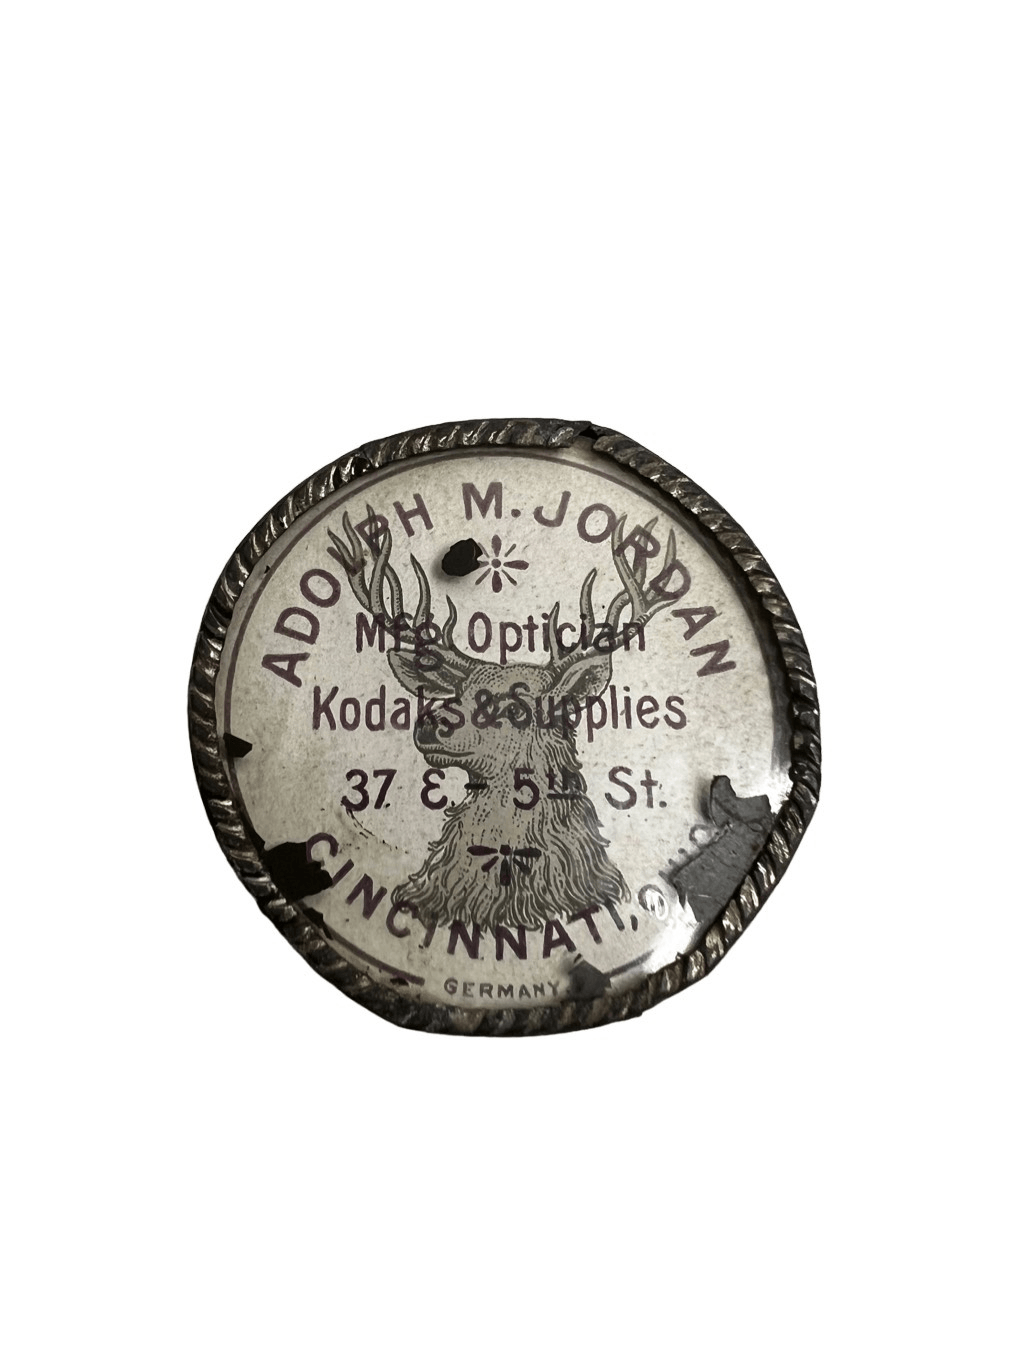 ADOLPH M. JORDAN
Mfg Optician
Kodaks & Supplies
37 E - 5th St.
CINCINNATI, O.
GERMANY